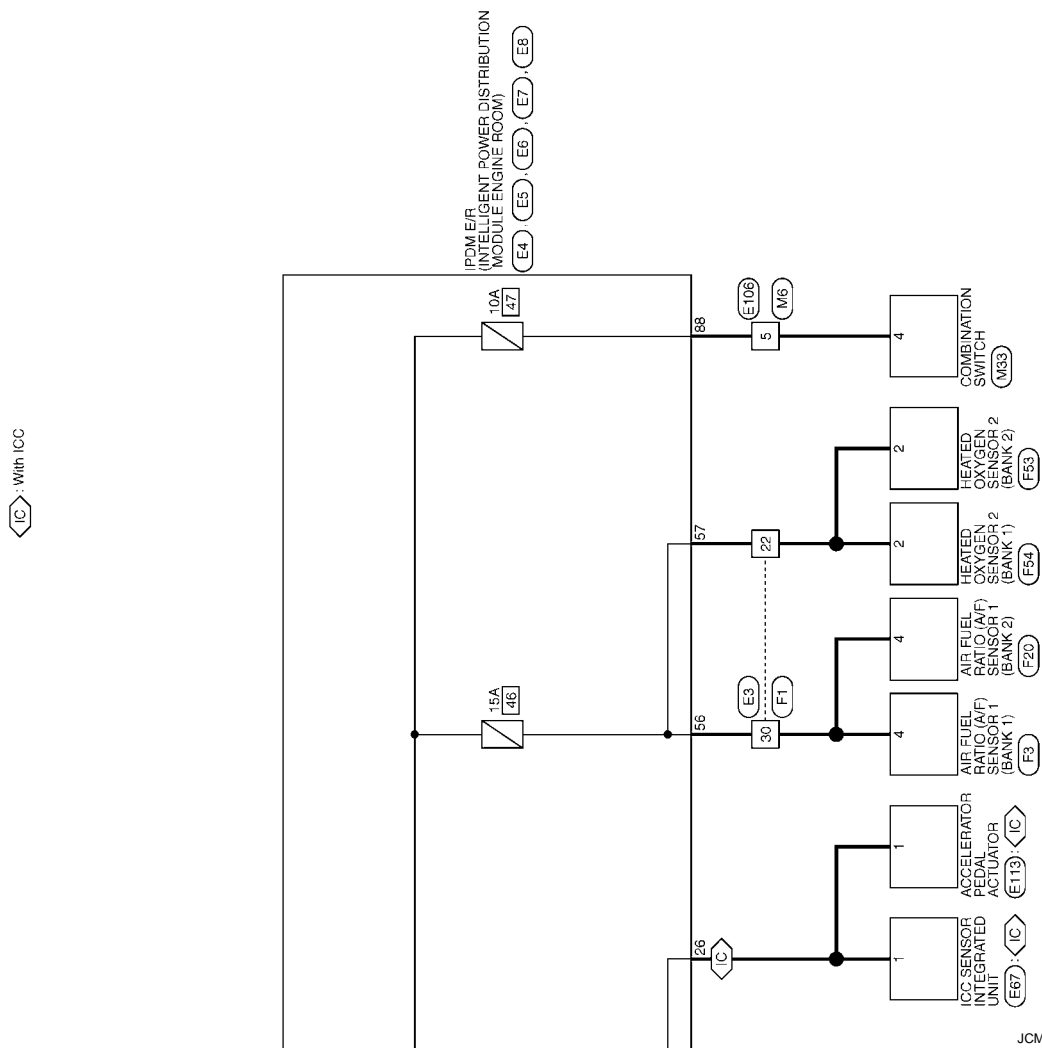 IC : With ICC
IPDM E/R
(INTELLIGENT POWER DISTRIBUTION
MODULE ENGINE ROOM)
E4 , E5 , E6 , E7 , E8
10A
47
15A
46
88
57
56
26
E106
5
M6
22
E3
30
F1
IC
4
COMBINATION
SWITCH
M33
2
HEATED
OXYGEN
SENSOR 2
(BANK 2)
F53
2
HEATED
OXYGEN
SENSOR 2
(BANK 1)
F54
4
AIR FUEL
RATIO (A/F)
SENSOR 1
(BANK 2)
F20
4
AIR FUEL
RATIO (A/F)
SENSOR 1
(BANK 1)
F3
1
ACCELERATOR
PEDAL
ACTUATOR
E113 : IC
1
ICC SENSOR
INTEGRATED
UNIT
E67 : IC
JCM